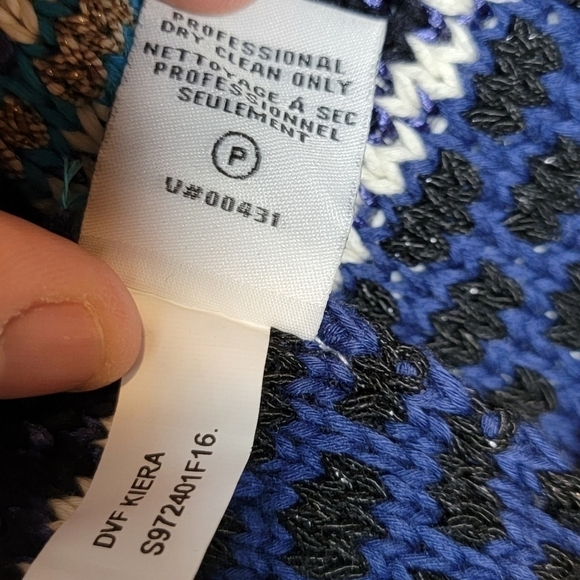 PROFESSIONAL
DRY CLEAN ONLY
NETTOYAGE À SEC
PROFESSIONNEL
SEULEMENT
P
U#00431
DVF KIERA
S972401F16.